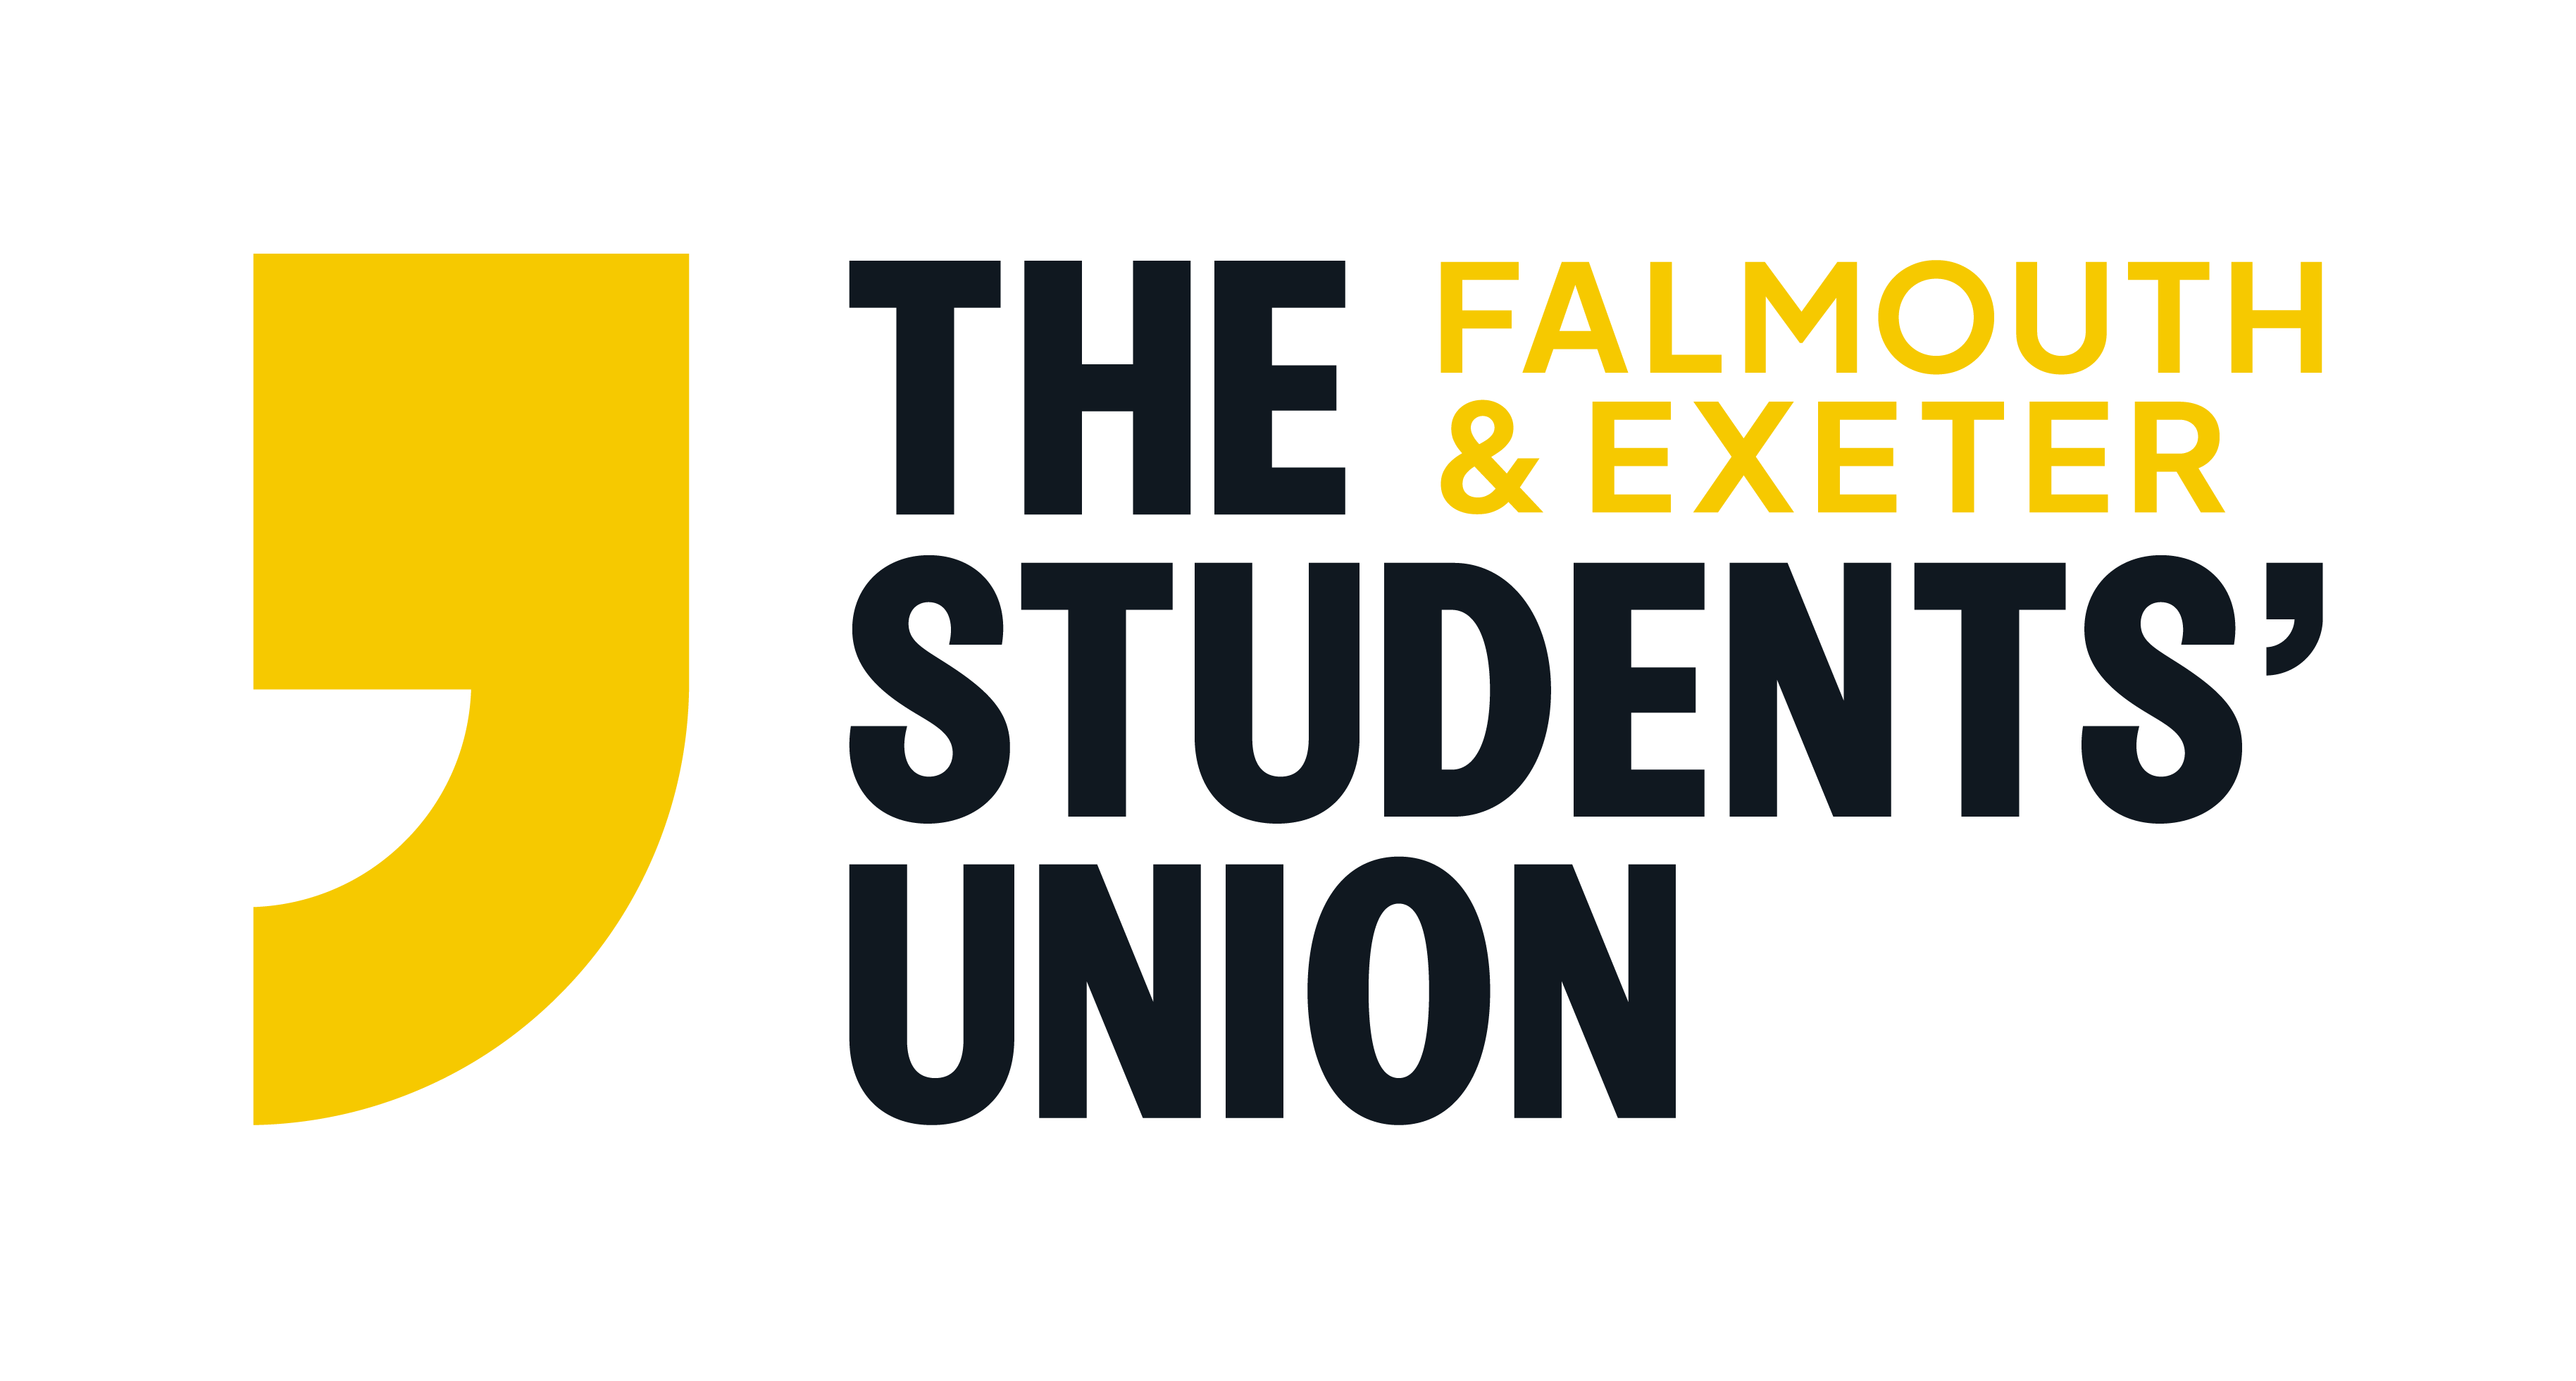 THE
FALMOUTH
& EXETER
STUDENTS’
UNION